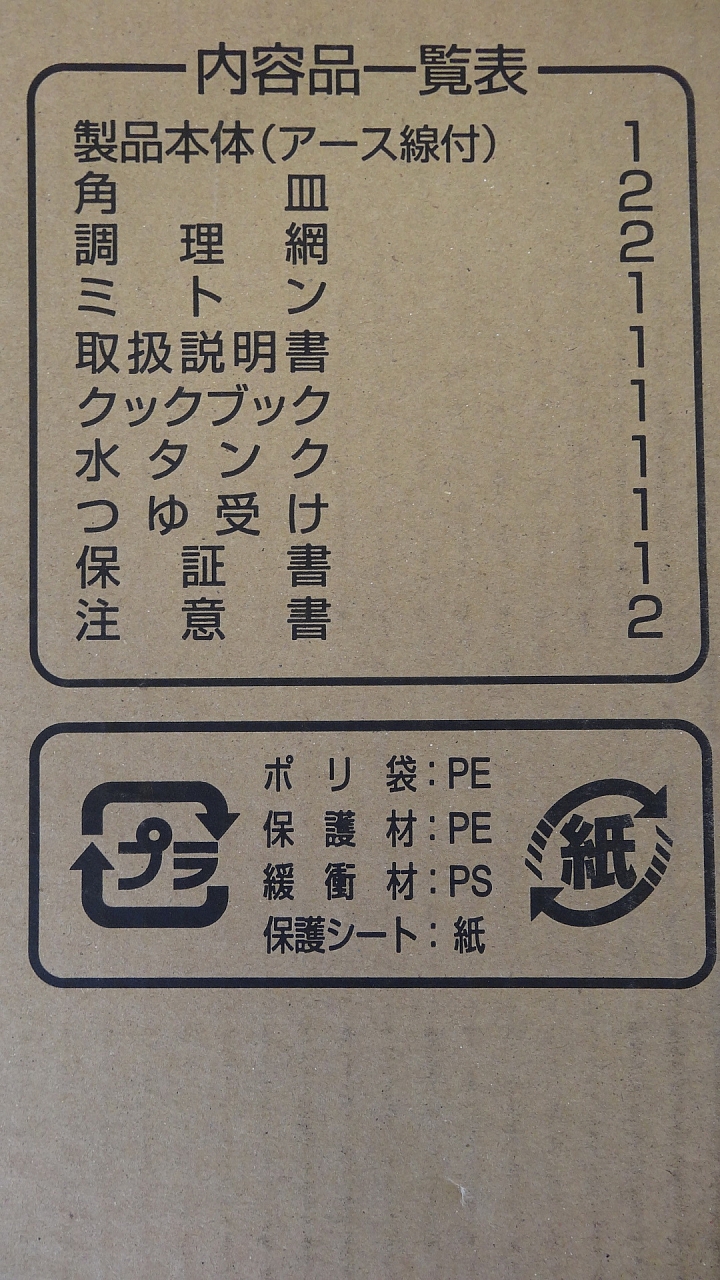 内容品一覧表
製品本体(アース線付) 1
角皿 2
調理網 2
ミトン 1
取扱説明書 1
クックブック 1
水タンク 1
つゆ受け 1
保証書 1
注意書 2
プラ
ポリ袋:PE
保護材:PE
緩衝材:PS
保護シート:紙
紙